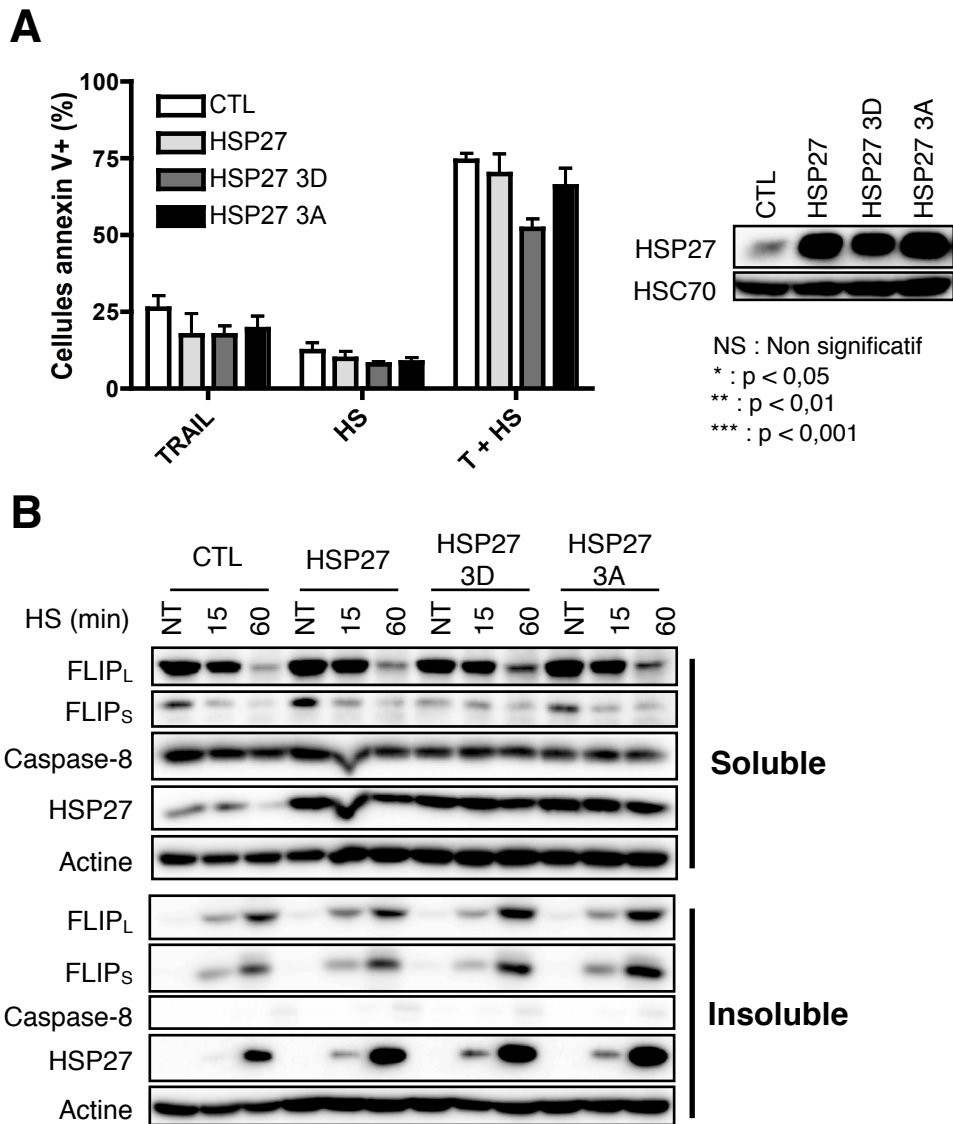 A
Cellules annexin V+ (%)
100
75
50
25
0
CTL
HSP27
HSP27 3D
HSP27 3A
TRAIL
HS
T + HS
CTL
HSP27
HSP27 3D
HSP27 3A
HSP27
HSC70
NS : Non significatif
* : p < 0,05
** : p < 0,01
*** : p < 0,001
B
CTL
HSP27
HSP27
3D
HSP27
3A
HS (min)
NT 15 60 NT 15 60 NT 15 60 NT 15 60
FLIPL
FLIPS
Caspase-8
HSP27
Actine
Soluble
FLIPL
FLIPS
Caspase-8
HSP27
Actine
Insoluble